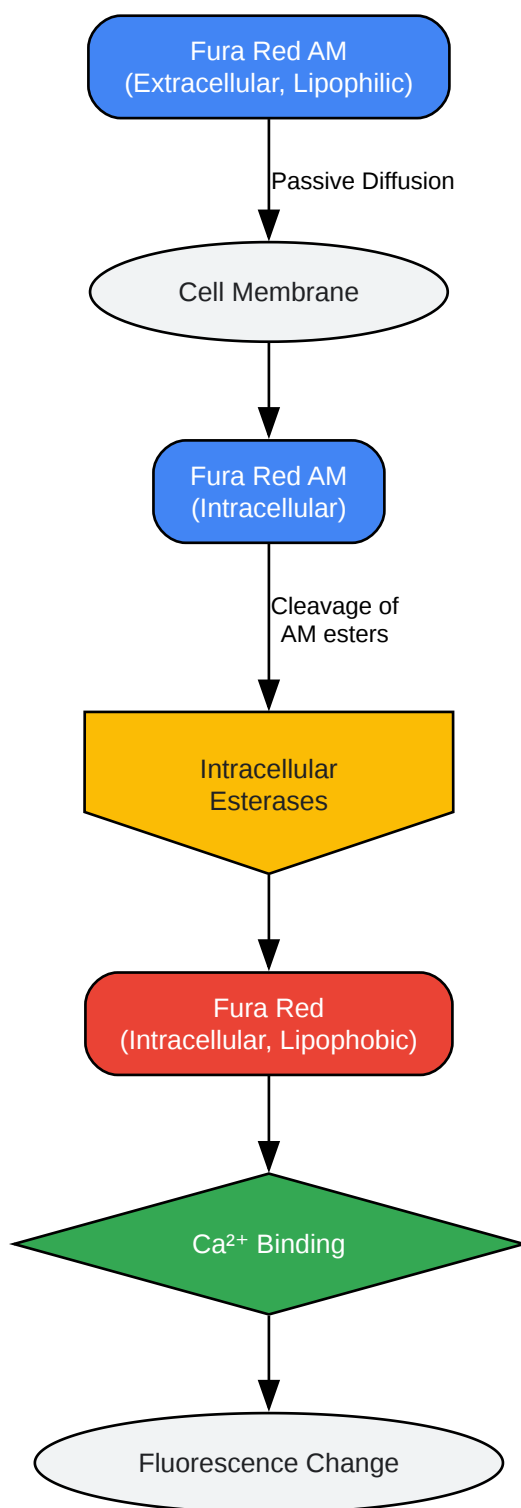 Fura Red AM
(Extracellular, Lipophilic)
Passive Diffusion
Cell Membrane
Fura Red AM
(Intracellular)
Cleavage of
AM esters
Intracellular
Esterases
Fura Red
(Intracellular, Lipophobic)
Ca²⁺ Binding
Fluorescence Change